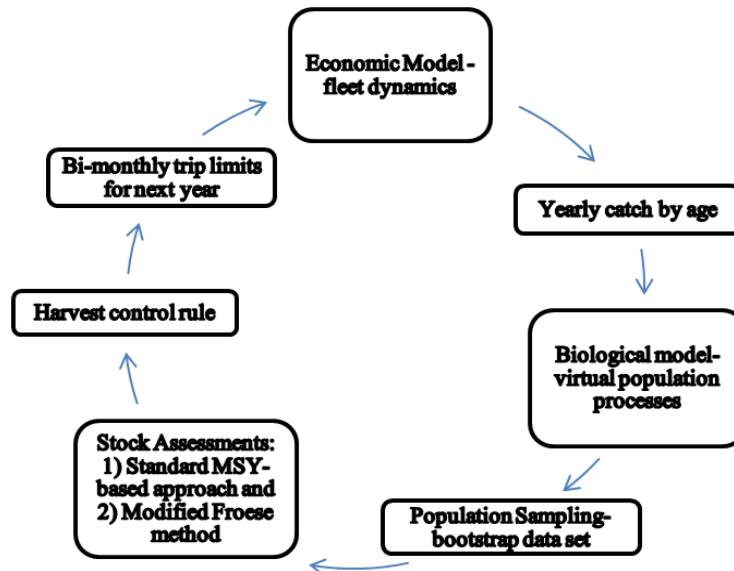 Economic Model -
fleet dynamics
Bi-monthly trip limits
for next year
Yearly catch by age
Harvest control rule
Biological model-
virtual population
processes
Stock Assessments:
1) Standard MSY-
based approach and
2) Modified Froese
method
Population Sampling-
bootstrap data set